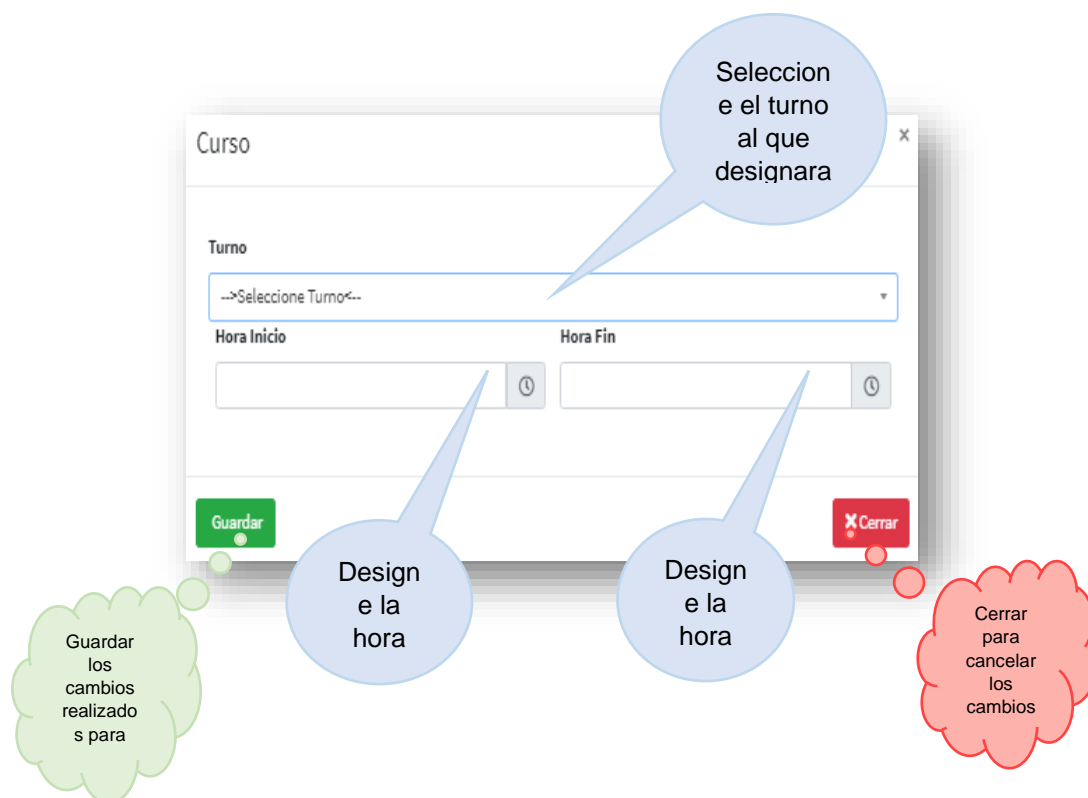 Seleccion
e el turno
al que
designara
Curso
×
Turno
-->Seleccione Turno<--
Hora Inicio
Hora Fin
Guardar
Cerrar
Design
e la
hora
Design
e la
hora
Guardar
los
cambios
realizado
s para
Cerrar
para
cancelar
los
cambios